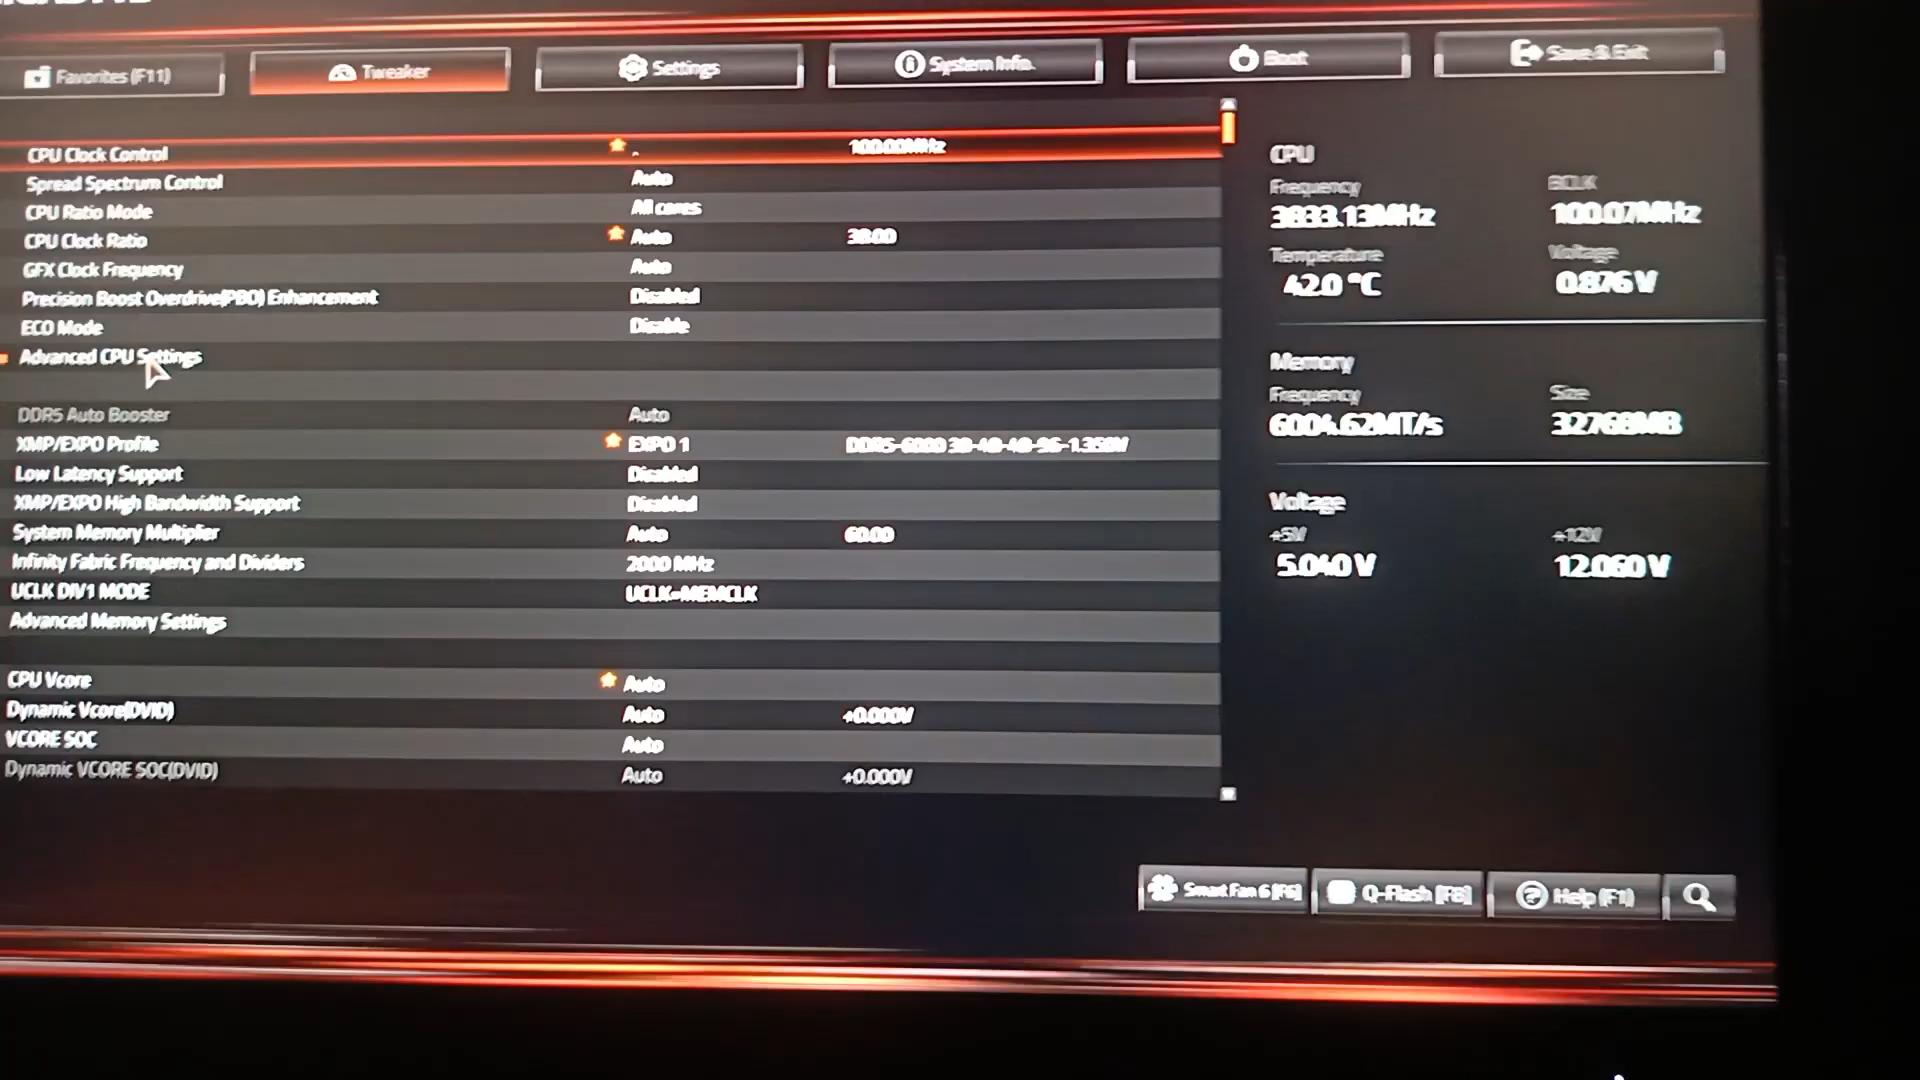 Favorites (F11) Tweaker Settings System Info. Boot Save & Exit
CPU Clock Control 100.00MHz
Spread Spectrum Control Auto
CPU Ratio Mode All cores
CPU Clock Ratio Auto 38.00
GFX Clock Frequency Auto
Precision Boost Overdrive(PBO) Enhancement Disabled
ECO Mode Disable
Advanced CPU Settings
DDR5 Auto Booster Auto
XMP/EXPO Profile EXPO 1 DDR5-6000 30-40-40-96-1.350V
Low Latency Support Disabled
XMP/EXPO High Bandwidth Support Disabled
System Memory Multiplier Auto 60.00
Infinity Fabric Frequency and Dividers 2000 MHz
UCLK DIV1 MODE UCLK=MEMCLK
Advanced Memory Settings
CPU Vcore Auto
Dynamic Vcore(DVID) Auto +0.000V
VCORE SOC Auto
Dynamic VCORE SOC(DVID) Auto +0.000V
CPU
Frequency BCLK
3833.13MHz 100.07MHz
Temperature Voltage
42.0 °C 0.876 V
Memory
Frequency Size
6004.62MT/s 32768MB
Voltage
+5V +12V
5.040 V 12.060 V
Smart Fan 6 [F6] Q-Flash [F8] Help (F1)